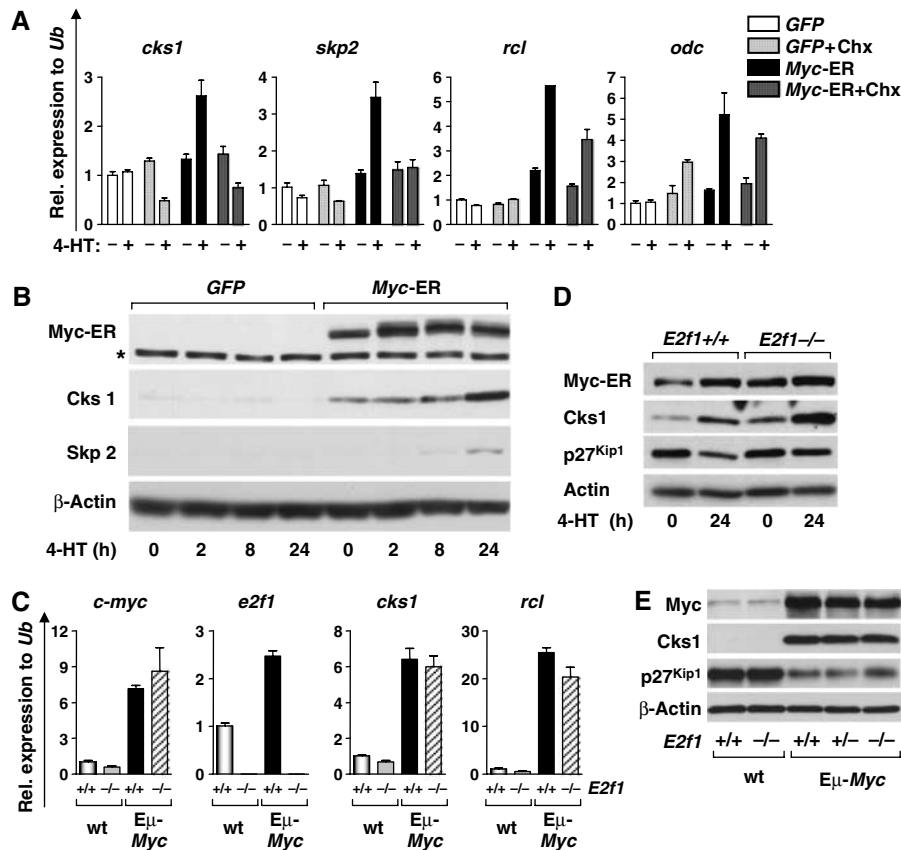 A
Rel. expression to Ub
cks1
skp2
rcl
odc
GFP
GFP+Chx
Myc-ER
Myc-ER+Chx
3
2
1
0
4
3
2
1
0
6
5
4
3
2
1
0
7
6
5
4
3
2
1
0
4-HT: – + – + – + – + – + – + – + – + – + – + – + – + – + – + – + – +
B
GFP Myc-ER
Myc-ER
*
Cks 1
Skp 2
β-Actin
4-HT (h) 0 2 8 24 0 2 8 24
D
E2f1+/+ E2f1–/–
Myc-ER
Cks1
p27Kip1
Actin
4-HT (h) 0 24 0 24
C
Rel. expression to Ub
c-myc
e2f1
cks1
rcl
12
9
6
3
0
3
2
1
0
8
6
4
2
0
30
25
20
15
10
5
0
+/+ –/– +/+ –/– +/+ –/– +/+ –/– +/+ –/– +/+ –/– +/+ –/– +/+ –/– E2f1
wt Eμ-Myc wt Eμ-Myc wt Eμ-Myc wt Eμ-Myc
E
Myc
Cks1
p27Kip1
β-Actin
E2f1 +/+ –/– +/+ +/– –/–
wt Eμ-Myc